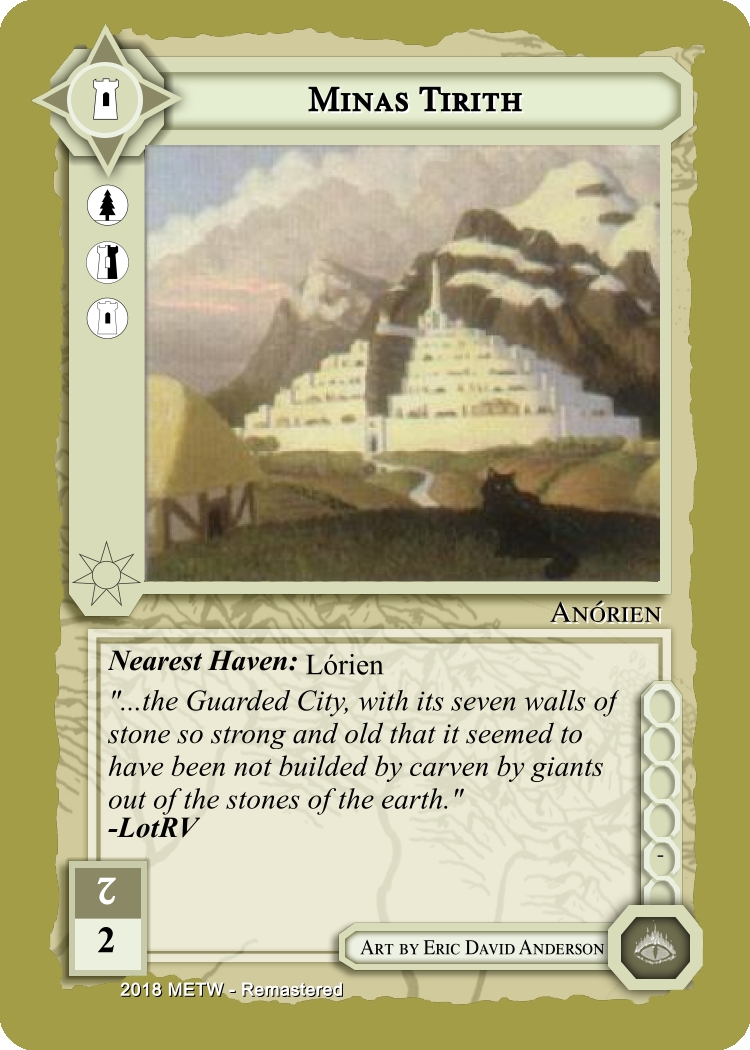 Minas Tirith
Anórien
Nearest Haven: Lórien
"...the Guarded City, with its seven walls of
stone so strong and old that it seemed to
have been not builded by carven by giants
out of the stones of the earth."
-LotRV
-
2
2
Art by Eric David Anderson
2018 METW - Remastered